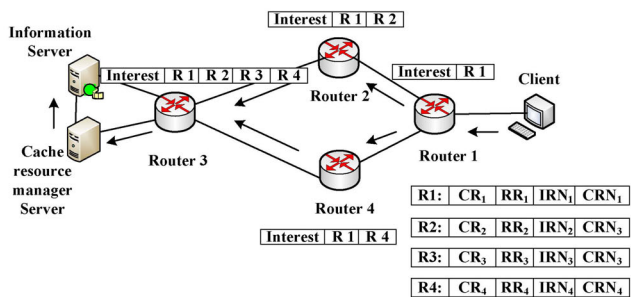 Interest R 1 R 2
Information
Server
Interest R 1 R 2 R 3 R 4
Interest R 1
Client
Router 2
Router 3
Router 1
Cache
resource
manager
Server
Router 4
Interest R 1 R 4
R1: CR1 RR1 IRN1 CRN1
R2: CR2 RR2 IRN2 CRN3
R3: CR3 RR3 IRN3 CRN3
R4: CR4 RR4 IRN4 CRN4